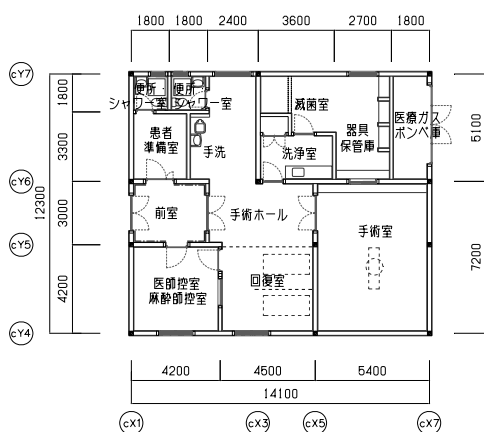 1800 1800 2400 3600 2700 1800
cY7
cY6
cY5
cY4
1800
3300
3000
4200
12300
5100
7200
便所
シャワー室
便所
シャワー室
滅菌室
医療ガス
ボンベ庫
患者
準備室
手洗
洗浄室
器具
保管庫
前室
手術ホール
手術室
医師控室
麻酔師控室
回復室
4200 4500 5400
14100
cX1 cX3 cX5 cX7